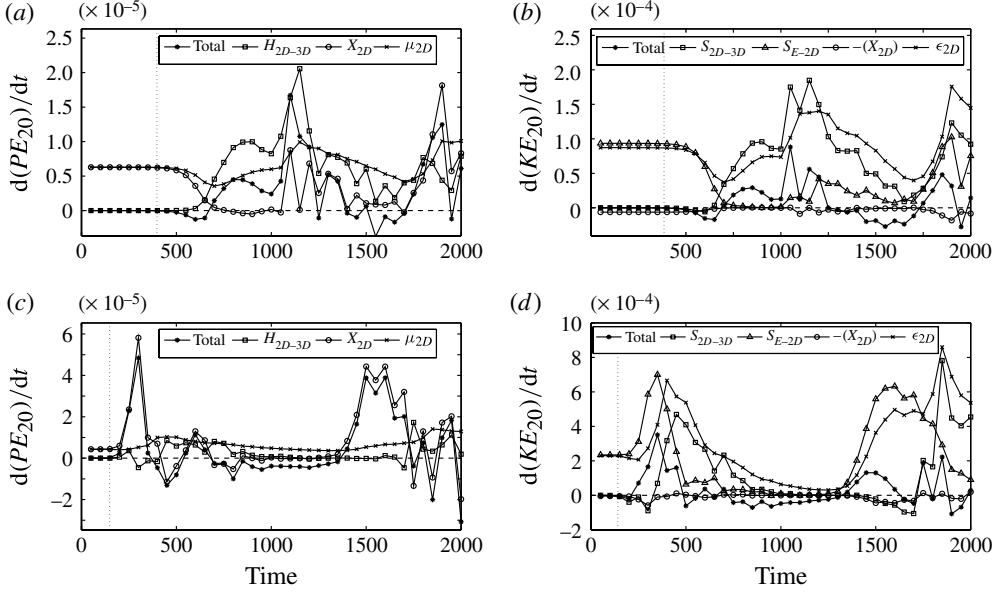 (a) (× 10⁻⁵) (b) (× 10⁻⁴)
Total H2D–3D X2D μ2D
Total S2D–3D SE–2D –(X2D) ϵ2D
d(PE20)/dt
2.5
2.0
1.5
1.0
0.5
0
0 500 1000 1500 2000
d(KE20)/dt
2.5
2.0
1.5
1.0
0.5
0
0 500 1000 1500 2000
(c) (× 10⁻⁵) (d) (× 10⁻⁴)
Total H2D–3D X2D μ2D
Total S2D–3D SE–2D –(X2D) ϵ2D
d(PE20)/dt
6
4
2
0
−2
0 500 1000 1500 2000
Time
d(KE20)/dt
10
8
6
4
2
0
−2
0 500 1000 1500 2000
Time